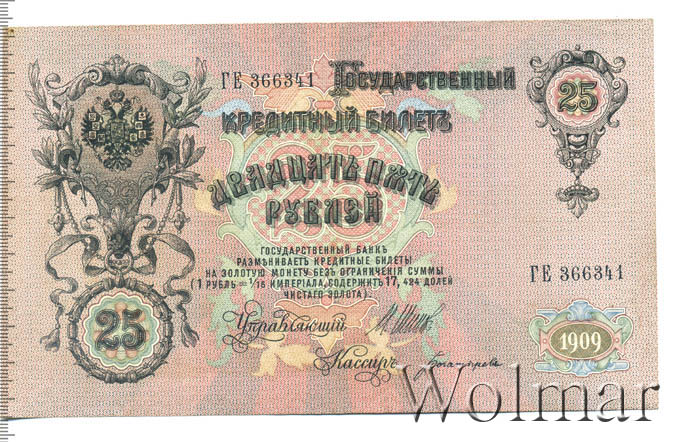 ГЕ 366341 Государственный
25
Кредитный билетъ
Двадцать пять
рублей
25
ГОСУДАРСТВЕННЫЙ БАНКЪ
РАЗМѢНИВАЕТЪ КРЕДИТНЫЕ БИЛЕТЫ
НА ЗОЛОТУЮ МОНЕТУ БЕЗЪ ОГРАНИЧЕНІЯ СУММЫ
(1 РУБЛЬ = 1/15 ИМПЕРІАЛА, СОДЕРЖИТЪ 17,424 ДОЛЕЙ
ЧИСТАГО ЗОЛОТА)
ГЕ 366341
25
Управляющій
Кассиръ
1909
Wolmar